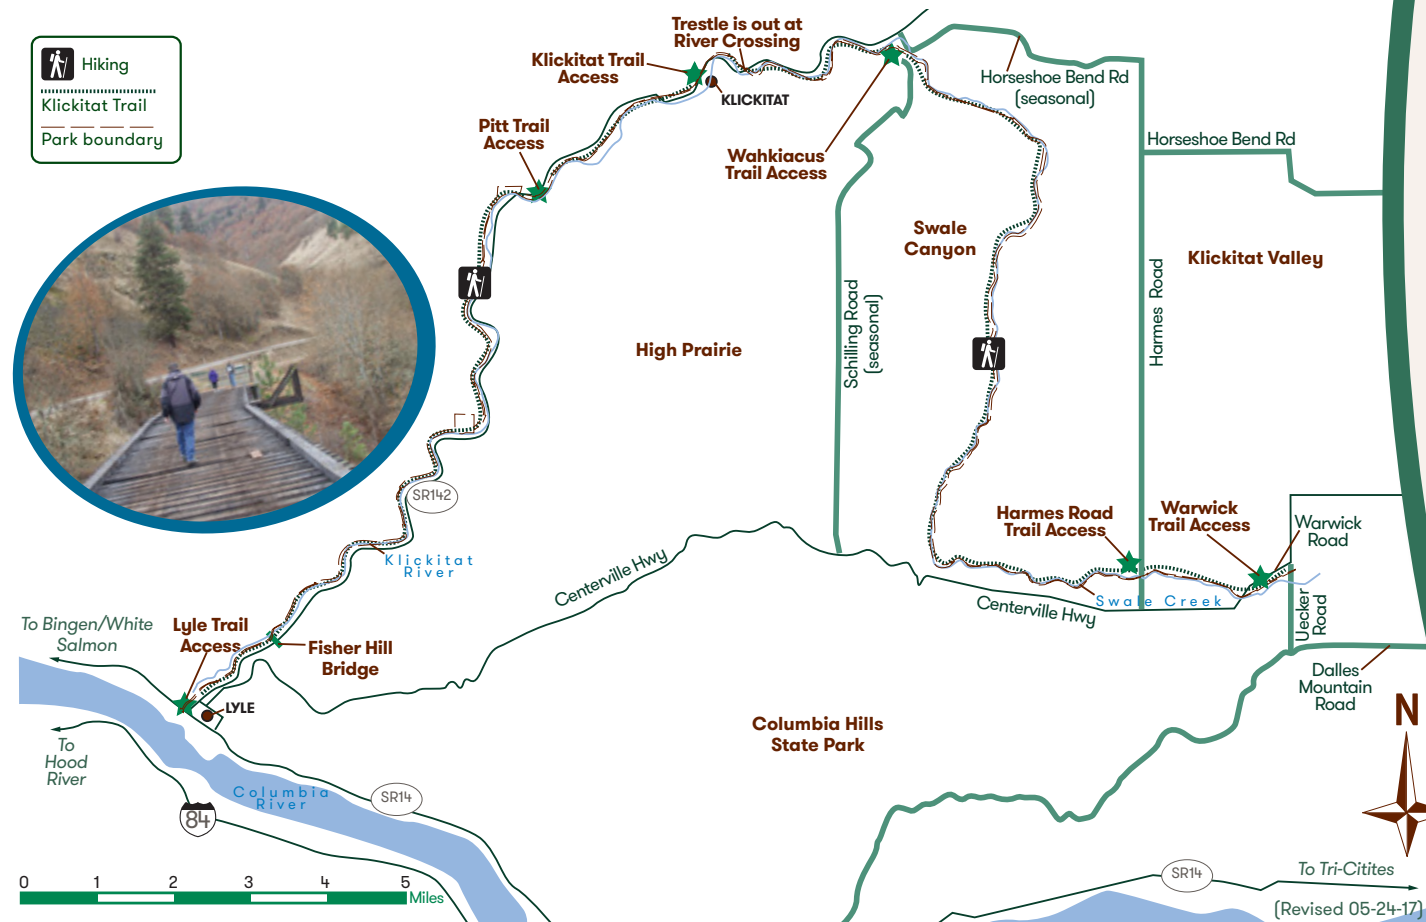 Hiking
Klickitat Trail
Park boundary
Trestle is out at
River Crossing
Klickitat Trail
Access
KLICKITAT
Pitt Trail
Access
Wahkiacus
Trail Access
Horseshoe Bend Rd
(seasonal)
Horseshoe Bend Rd
Swale
Canyon
Klickitat Valley
Harmes Road
Schilling Road
(seasonal)
High Prairie
SR142
Klickitat
River
Harmes Road
Trail Access
Warwick
Trail Access
Warwick
Road
Centerville Hwy
Centerville Hwy
Swale Creek
Uecker
Road
To Bingen/White
Salmon
Lyle Trail
Access
Fisher Hill
Bridge
LYLE
Dalles
Mountain
Road
N
Columbia Hills
State Park
To
Hood
River
Columbia
River
SR14
84
SR14
To Tri-Citites
(Revised 05-24-17)
0 1 2 3 4 5
Miles